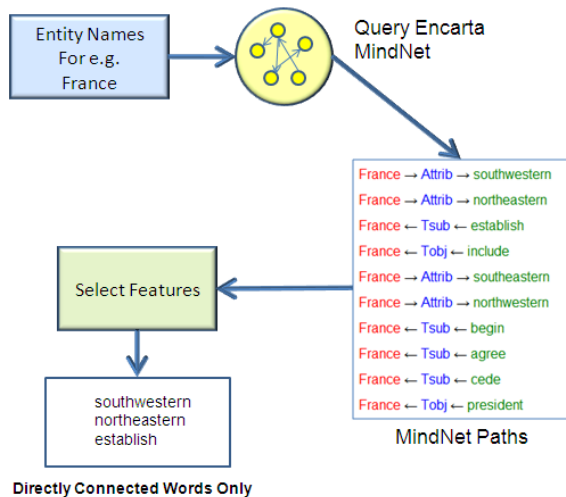 Entity Names
For e.g.
France
Query Encarta
MindNet
France → Attrib → southwestern
France → Attrib → northeastern
France ← Tsub ← establish
France ← Tobj ← include
France → Attrib → southeastern
France → Attrib → northwestern
France ← Tsub ← begin
France ← Tsub ← agree
France ← Tsub ← cede
France ← Tobj ← president
MindNet Paths
Select Features
southwestern
northeastern
establish
Directly Connected Words Only